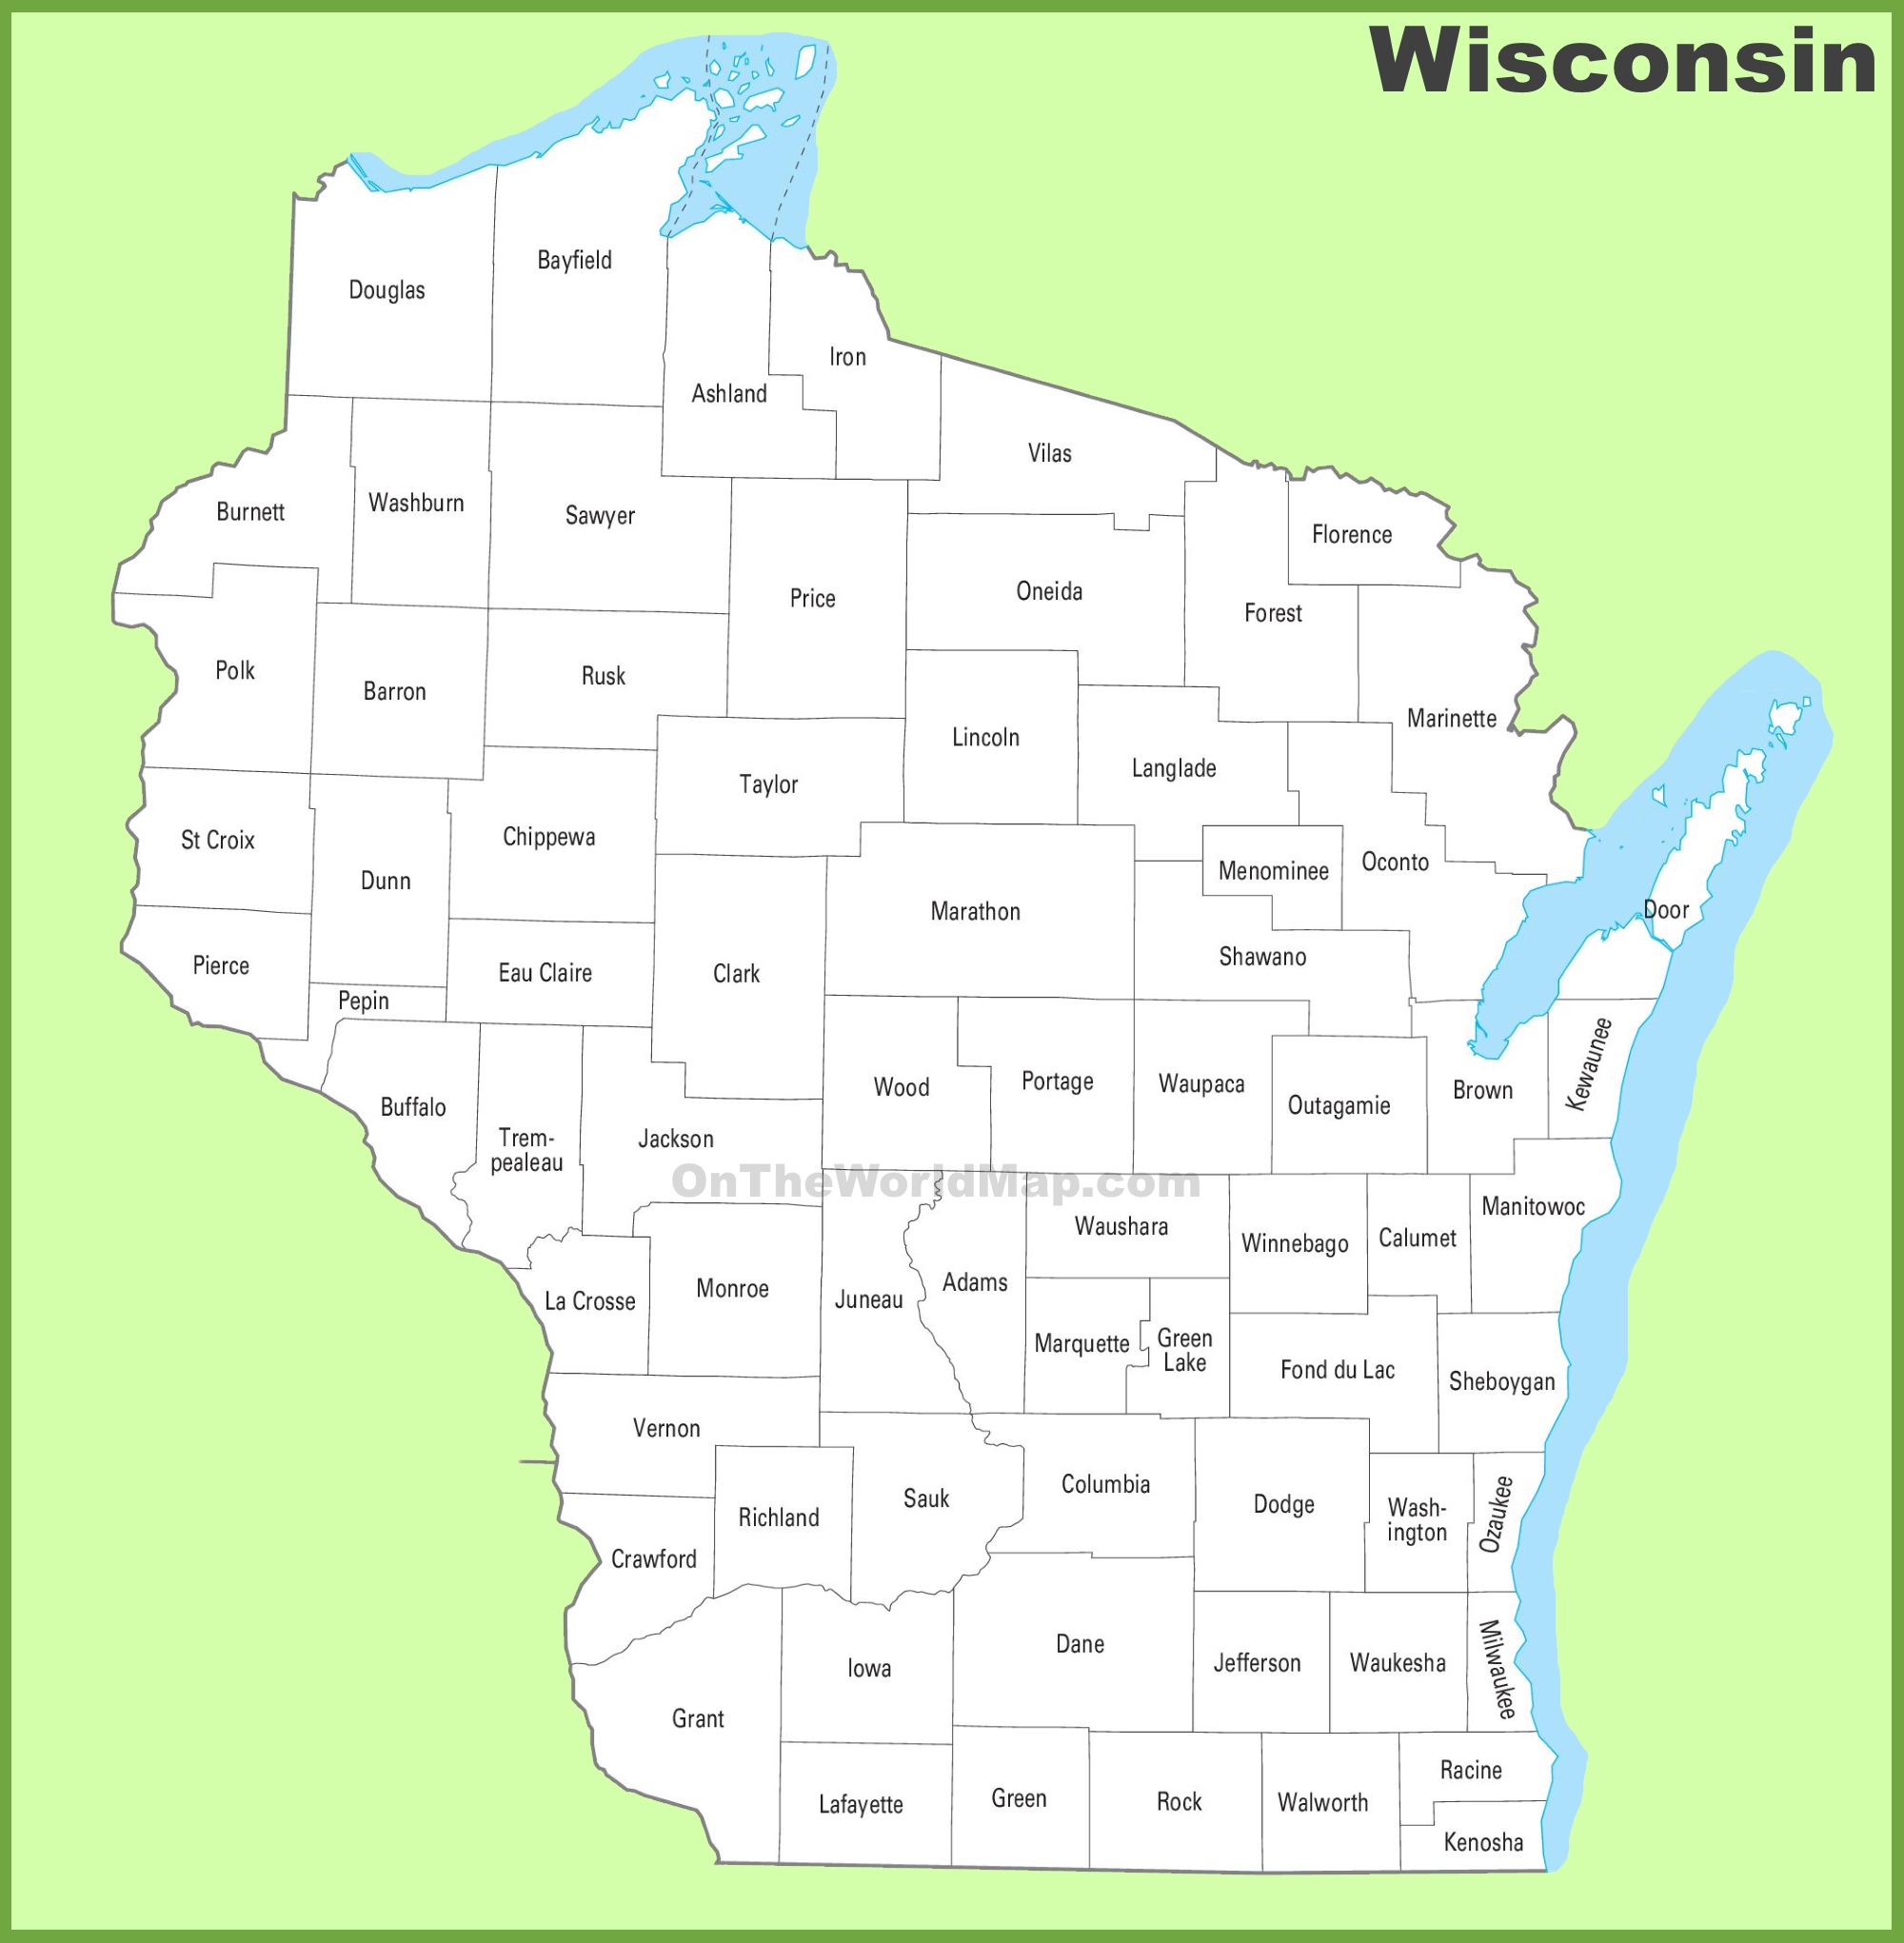 Wisconsin
Bayfield
Douglas
Iron
Ashland
Vilas
Washburn
Burnett
Sawyer
Florence
Oneida
Price
Forest
Polk
Rusk
Barron
Marinette
Lincoln
Langlade
Taylor
Chippewa
St Croix
Oconto
Menominee
Dunn
Door
Marathon
Shawano
Pierce
Eau Claire
Clark
Pepin
Kewaunee
Portage
Waupaca
Wood
Brown
Outagamie
Buffalo
Trem-
pealeau
Jackson
OnTheWorldMap.com
Manitowoc
Waushara
Calumet
Winnebago
Adams
Monroe
Juneau
La Crosse
Marquette
Green
Lake
Fond du Lac
Sheboygan
Vernon
Columbia
Sauk
Dodge
Wash-
ington
Ozaukee
Richland
Crawford
Dane
Jefferson
Waukesha
Milwaukee
Iowa
Grant
Racine
Green
Rock
Walworth
Lafayette
Kenosha